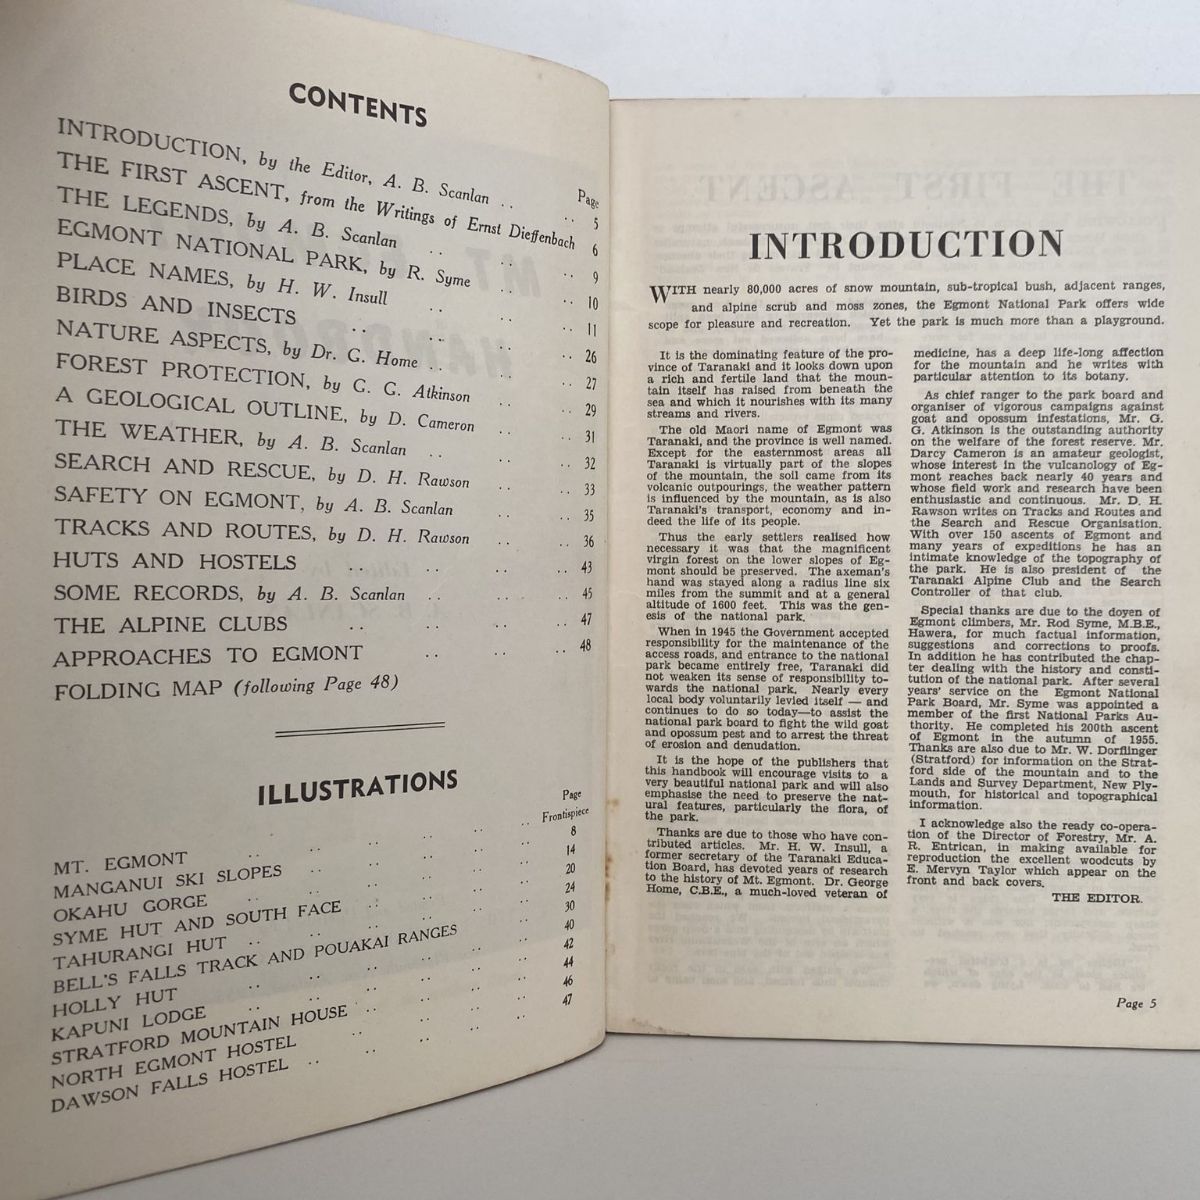 CONTENTS
Page
INTRODUCTION, by the Editor, A. B. Scanlan .. .. 5
THE FIRST ASCENT, from the Writings of Ernst Dieffenbach 6
THE LEGENDS, by A. B. Scanlan .. .. .. 9
EGMONT NATIONAL PARK, by R. Syme .. .. 10
PLACE NAMES, by H. W. Insull .. .. .. 11
BIRDS AND INSECTS .. .. .. .. 26
NATURE ASPECTS, by Dr. G. Home .. .. .. 27
FOREST PROTECTION, by G. G. Atkinson .. .. 29
A GEOLOGICAL OUTLINE, by D. Cameron .. .. 31
THE WEATHER, by A. B. Scanlan .. .. .. 32
SEARCH AND RESCUE, by D. H. Rawson .. .. 33
SAFETY ON EGMONT, by A. B. Scanlan .. .. 35
TRACKS AND ROUTES, by D. H. Rawson .. .. 36
HUTS AND HOSTELS .. .. .. .. 43
SOME RECORDS, by A. B. Scanlan .. .. .. 45
THE ALPINE CLUBS .. .. .. .. 47
APPROACHES TO EGMONT .. .. .. 48
FOLDING MAP (following Page 48)
ILLUSTRATIONS
Page
MT. EGMONT .. .. .. .. Frontispiece
MANGANUI SKI SLOPES .. .. .. .. 8
OKAHU GORGE .. .. .. .. 14
SYME HUT AND SOUTH FACE .. .. .. 20
TAHURANGI HUT .. .. .. .. 24
BELL'S FALLS TRACK AND POUAKAI RANGES .. 30
HOLLY HUT .. .. .. .. 40
KAPUNI LODGE .. .. .. .. 42
STRATFORD MOUNTAIN HOUSE .. .. .. 44
NORTH EGMONT HOSTEL .. .. .. 46
DAWSON FALLS HOSTEL .. .. .. 47
INTRODUCTION
WITH nearly 80,000 acres of snow mountain, sub-tropical bush, adjacent ranges,
and alpine scrub and moss zones, the Egmont National Park offers wide
scope for pleasure and recreation. Yet the park is much more than a playground.
It is the dominating feature of the pro-
vince of Taranaki and it looks down upon
a rich and fertile land that the moun-
tain itself has raised from beneath the
sea and which it nourishes with its many
streams and rivers.
The old Maori name of Egmont was
Taranaki, and the province is well named.
Except for the easternmost areas all
Taranaki is virtually part of the slopes
of the mountain, the soil came from its
volcanic outpourings, the weather pattern
is influenced by the mountain, as is also
Taranaki's transport, economy and in-
deed the life of its people.
Thus the early settlers realised how
necessary it was that the magnificent
virgin forest on the lower slopes of Eg-
mont should be preserved. The axeman's
hand was stayed along a radius line six
miles from the summit and at a general
altitude of 1600 feet. This was the gen-
esis of the national park.
When in 1945 the Government accepted
responsibility for the maintenance of the
access roads, and entrance to the national
park became entirely free, Taranaki did
not weaken its sense of responsibility to-
wards the national park. Nearly every
local body voluntarily levied itself — and
continues to do so today—to assist the
national park board to fight the wild goat
and opossum pest and to arrest the threat
of erosion and denudation.
It is the hope of the publishers that
this handbook will encourage visits to a
very beautiful national park and will also
emphasise the need to preserve the nat-
ural features, particularly the flora, of
the park.
Thanks are due to those who have con-
tributed articles. Mr. H. W. Insull, a
former secretary of the Taranaki Educa-
tion Board, has devoted years of research
to the history of Mt. Egmont. Dr. George
Home, C.B.E., a much-loved veteran of
medicine, has a deep life-long affection
for the mountain and he writes with
particular attention to its botany.
As chief ranger to the park board and
organiser of vigorous campaigns against
goat and opossum infestations, Mr. G.
G. Atkinson is the outstanding authority
on the welfare of the forest reserve. Mr.
Darcy Cameron is an amateur geologist,
whose interest in the vulcanology of Eg-
mont reaches back nearly 40 years and
whose field work and research have been
enthusiastic and continuous. Mr. D. H.
Rawson writes on Tracks and Routes and
the Search and Rescue Organisation.
With over 150 ascents of Egmont and
many years of expeditions he has an
intimate knowledge of the topography of
the park. He is also president of the
Taranaki Alpine Club and the Search
Controller of that club.
Special thanks are due to the doyen of
Egmont climbers, Mr. Rod Syme, M.B.E.,
Hawera, for much factual information,
suggestions and corrections to proofs.
In addition he has contributed the chap-
ter dealing with the history and consti-
tution of the national park. After several
years' service on the Egmont National
Park Board, Mr. Syme was appointed a
member of the first National Parks Au-
thority. He completed his 200th ascent
of Egmont in the autumn of 1955.
Thanks are also due to Mr. W. Dorflinger
(Stratford) for information on the Strat-
ford side of the mountain and to the
Lands and Survey Department, New Ply-
mouth, for historical and topographical
information.
I acknowledge also the ready co-opera-
tion of the Director of Forestry, Mr. A.
R. Entrican, in making available for
reproduction the excellent woodcuts by
E. Mervyn Taylor which appear on the
front and back covers.
THE EDITOR.
Page 5